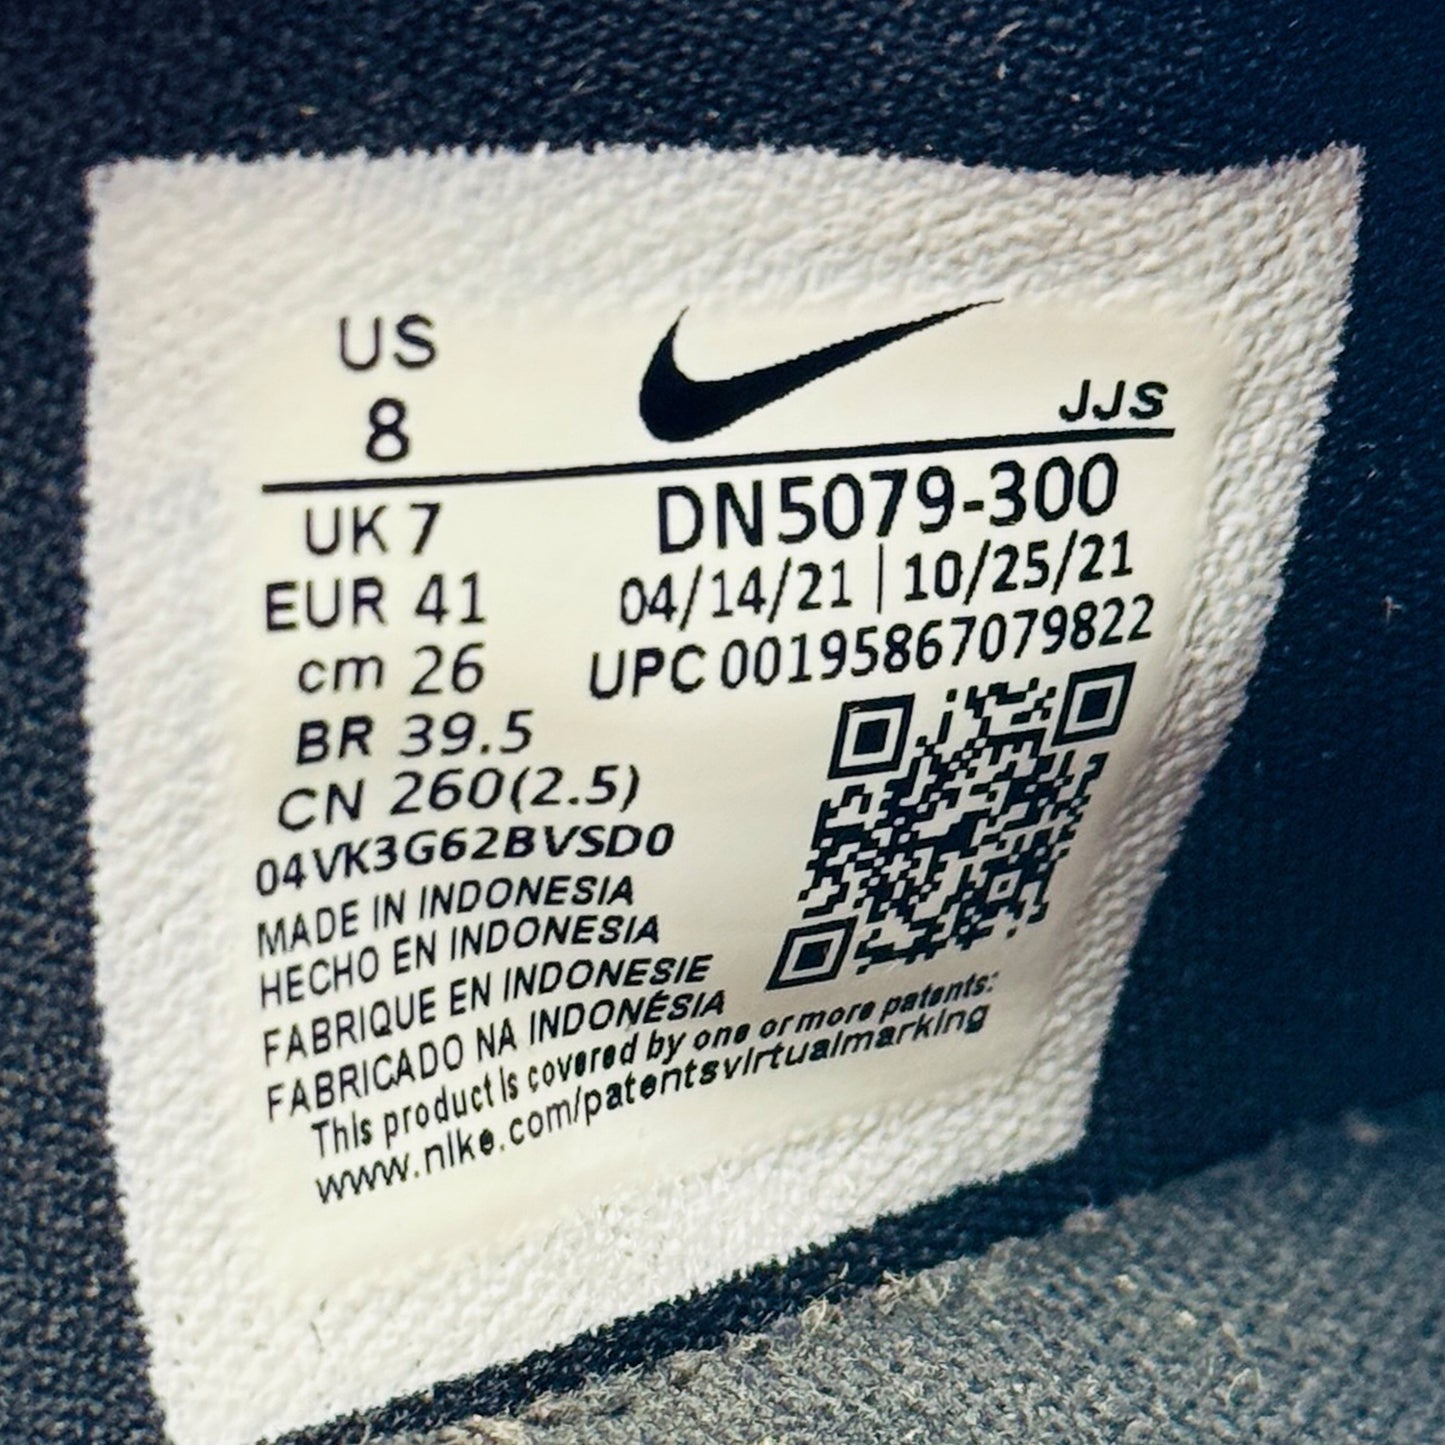 US
8
JJS
UK 7
DN5079-300
EUR 41
04/14/21 | 10/25/21
cm 26
UPC 00195867079822
BR 39.5
CN 260(2.5)
04VK3G62BVSD0
MADE IN INDONESIA
HECHO EN INDONESIA
FABRIQUE EN INDONESIE
FABRICADO NA INDONÉSIA
This product is covered by one or more patents:
www.nike.com/patentsvirtualmarking